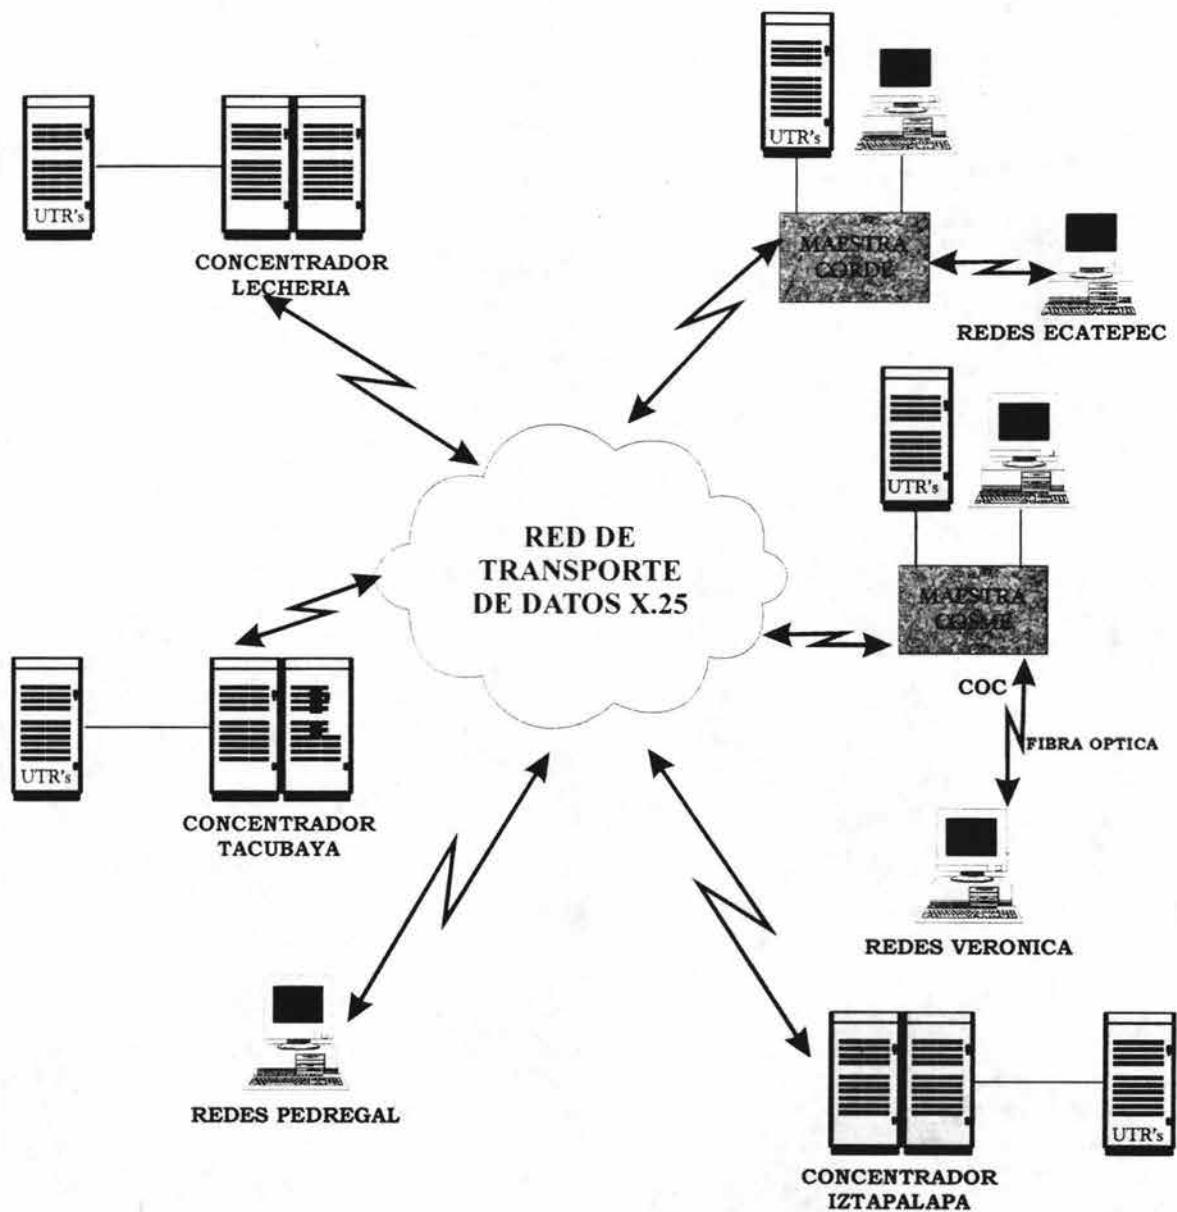 UTR's
UTR's
CONCENTRADOR
LECHERIA
MAESTRA
CORDE
REDES ECATEPEC
UTR's
RED DE
TRANSPORTE
DE DATOS X.25
MAESTRA
COSME
COC
FIBRA OPTICA
UTR's
CONCENTRADOR
TACUBAYA
REDES VERONICA
REDES PEDREGAL
UTR's
CONCENTRADOR
IZTAPALAPA